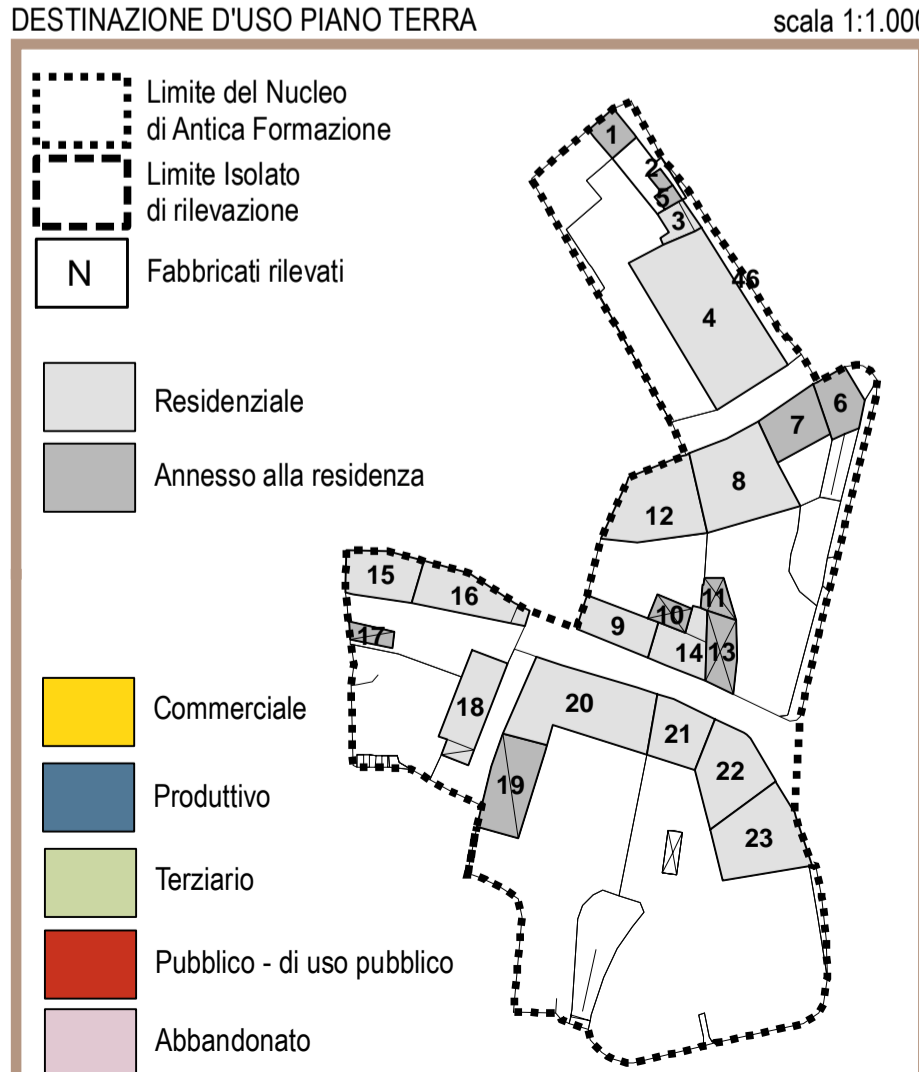 DESTINAZIONE D'USO PIANO TERRA scala 1:1.000
Limite del Nucleo
di Antica Formazione
Limite Isolato
di rilevazione
N Fabbricati rilevati
Residenziale
Annesso alla residenza
Commerciale
Produttivo
Terziario
Pubblico - di uso pubblico
Abbandonato
1
2
5
3
46
4
6
7
8
12
15
16
11
10
9
17
14
13
18
20
21
22
19
23